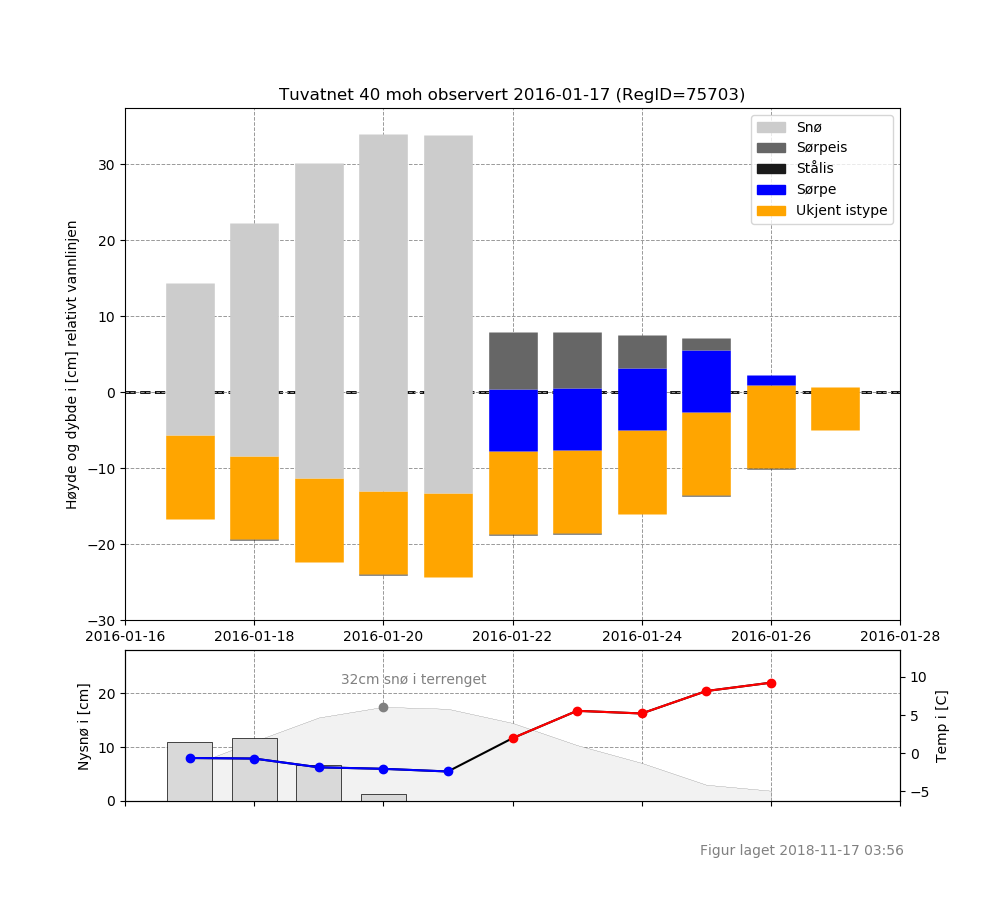 Tuvatnet 40 moh observert 2016-01-17 (RegID=75703)
Høyde og dybde i [cm] relativt vannlinjen
30
20
10
0
−10
−20
−30
Snø
Sørpeis
Stålis
Sørpe
Ukjent istype
2016-01-16 2016-01-18 2016-01-20 2016-01-22 2016-01-24 2016-01-26 2016-01-28
Nysnø i [cm]
20
10
0
32cm snø i terrenget
10
5
0
−5
Temp i [C]
Figur laget 2018-11-17 03:56